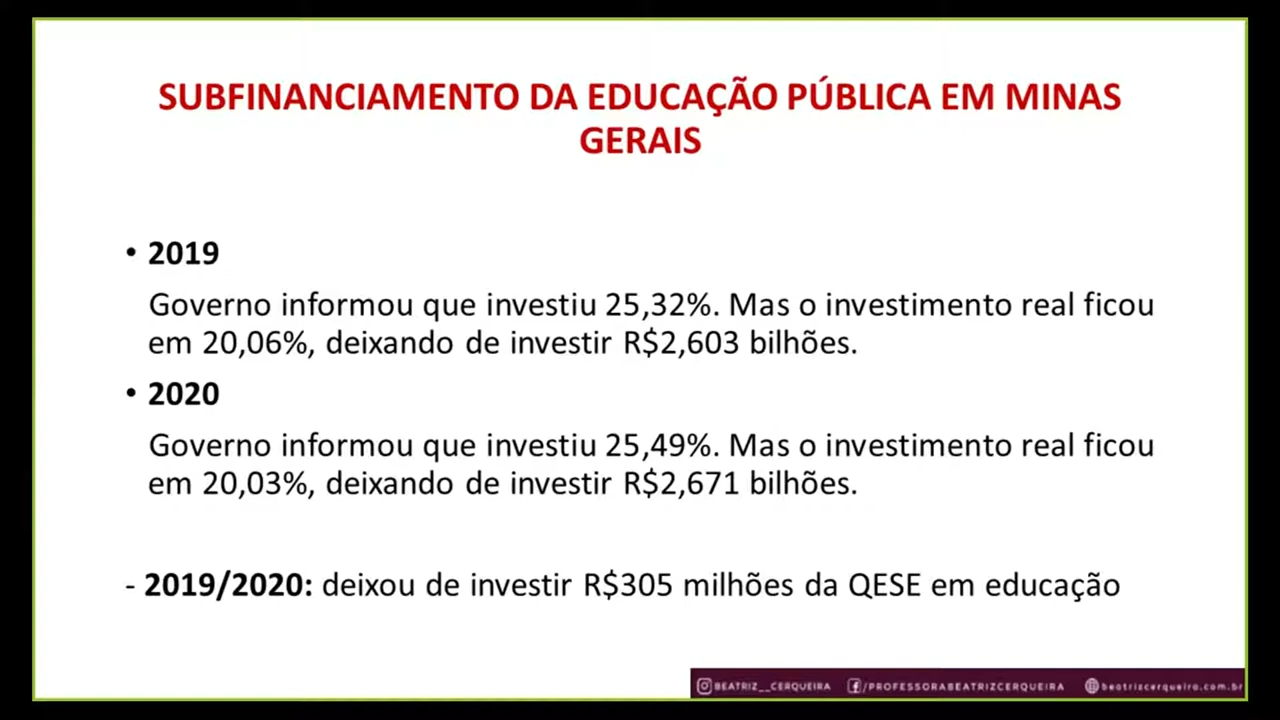 SUBFINANCIAMENTO DA EDUCAÇÃO PÚBLICA EM MINAS
GERAIS
• 2019
Governo informou que investiu 25,32%. Mas o investimento real ficou
em 20,06%, deixando de investir R$2,603 bilhões.
• 2020
Governo informou que investiu 25,49%. Mas o investimento real ficou
em 20,03%, deixando de investir R$2,671 bilhões.
- 2019/2020: deixou de investir R$305 milhões da QESE em educação
BEATRIZ__CERQUEIRA /PROFESSORABEATRIZCERQUEIRA beatrizcerqueira.com.br